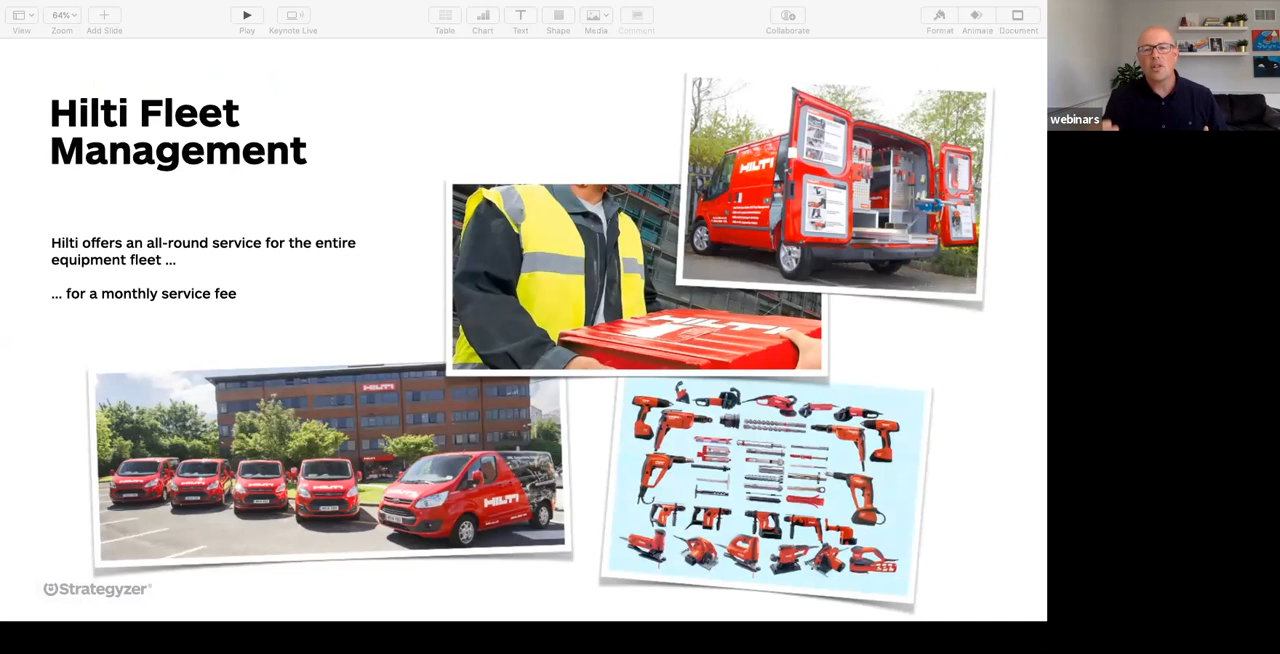 View
64%
Zoom
Add Slide
Play
Keynote Live
Table
Chart
Text
Shape
Media
Comment
Collaborate
Format
Animate
Document
Hilti Fleet
Management
Hilti offers an all-round service for the entire
equipment fleet ...
... for a monthly service fee
HILTI
HILTI
HILTI
HILTI
Strategyzer
webinars